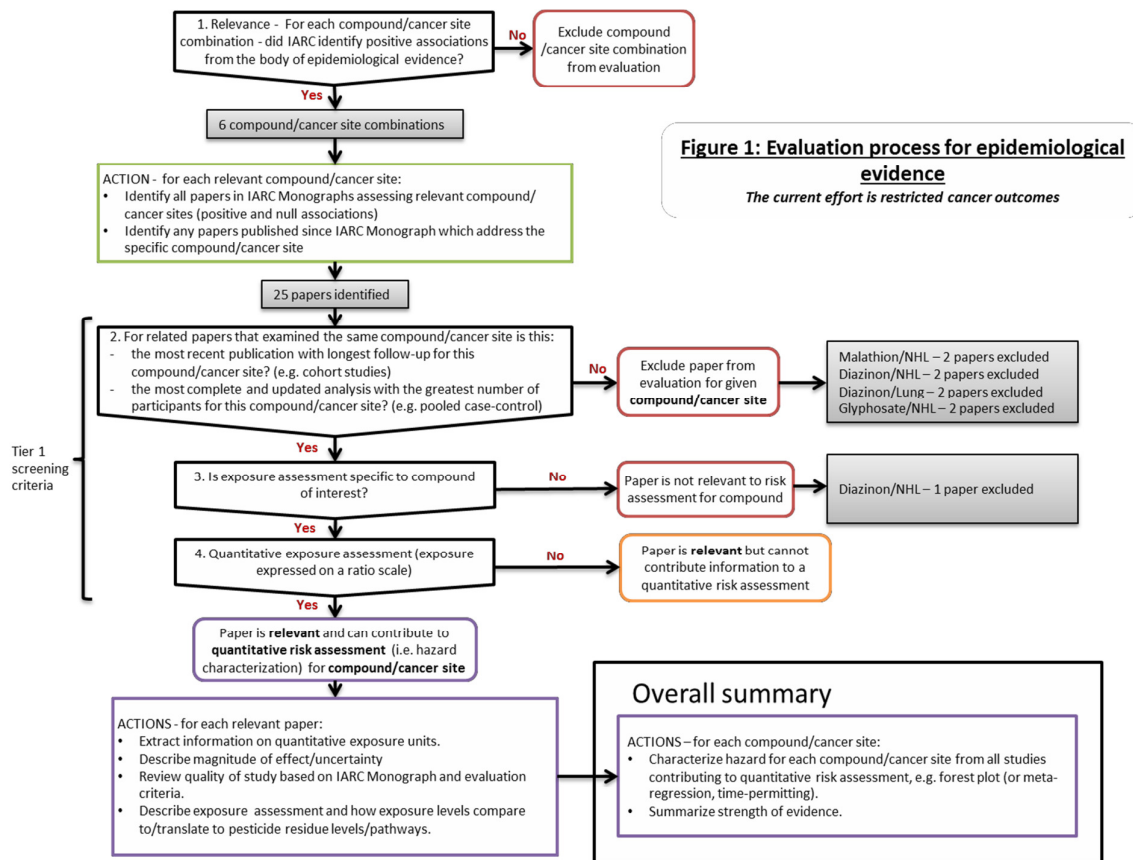 1. Relevance - For each compound/cancer site
combination - did IARC identify positive associations
from the body of epidemiological evidence?
No
Exclude compound
/cancer site combination
from evaluation
Yes
6 compound/cancer site combinations
Figure 1: Evaluation process for epidemiological
evidence
The current effort is restricted cancer outcomes
ACTION - for each relevant compound/cancer site:
• Identify all papers in IARC Monographs assessing relevant compound/
cancer sites (positive and null associations)
• Identify any papers published since IARC Monograph which address the
specific compound/cancer site
25 papers identified
Tier 1
screening
criteria
2. For related papers that examined the same compound/cancer site is this:
- the most recent publication with longest follow-up for this
compound/cancer site? (e.g. cohort studies)
- the most complete and updated analysis with the greatest number of
participants for this compound/cancer site? (e.g. pooled case-control)
No
Exclude paper from
evaluation for given
compound/cancer site
Malathion/NHL – 2 papers excluded
Diazinon/NHL – 2 papers excluded
Diazinon/Lung – 2 papers excluded
Glyphosate/NHL – 2 papers excluded
Yes
3. Is exposure assessment specific to compound
of interest?
No
Paper is not relevant to risk
assessment for compound
Diazinon/NHL – 1 paper excluded
Yes
4. Quantitative exposure assessment (exposure
expressed on a ratio scale)
No
Paper is relevant but cannot
contribute information to a
quantitative risk assessment
Yes
Paper is relevant and can contribute to
quantitative risk assessment (i.e. hazard
characterization) for compound/cancer site
ACTIONS - for each relevant paper:
• Extract information on quantitative exposure units.
• Describe magnitude of effect/uncertainty
• Review quality of study based on IARC Monograph and evaluation
criteria.
• Describe exposure assessment and how exposure levels compare
to/translate to pesticide residue levels/pathways.
Overall summary
ACTIONS – for each compound/cancer site:
• Characterize hazard for each compound/cancer site from all studies
contributing to quantitative risk assessment, e.g. forest plot (or meta-
regression, time-permitting).
• Summarize strength of evidence.